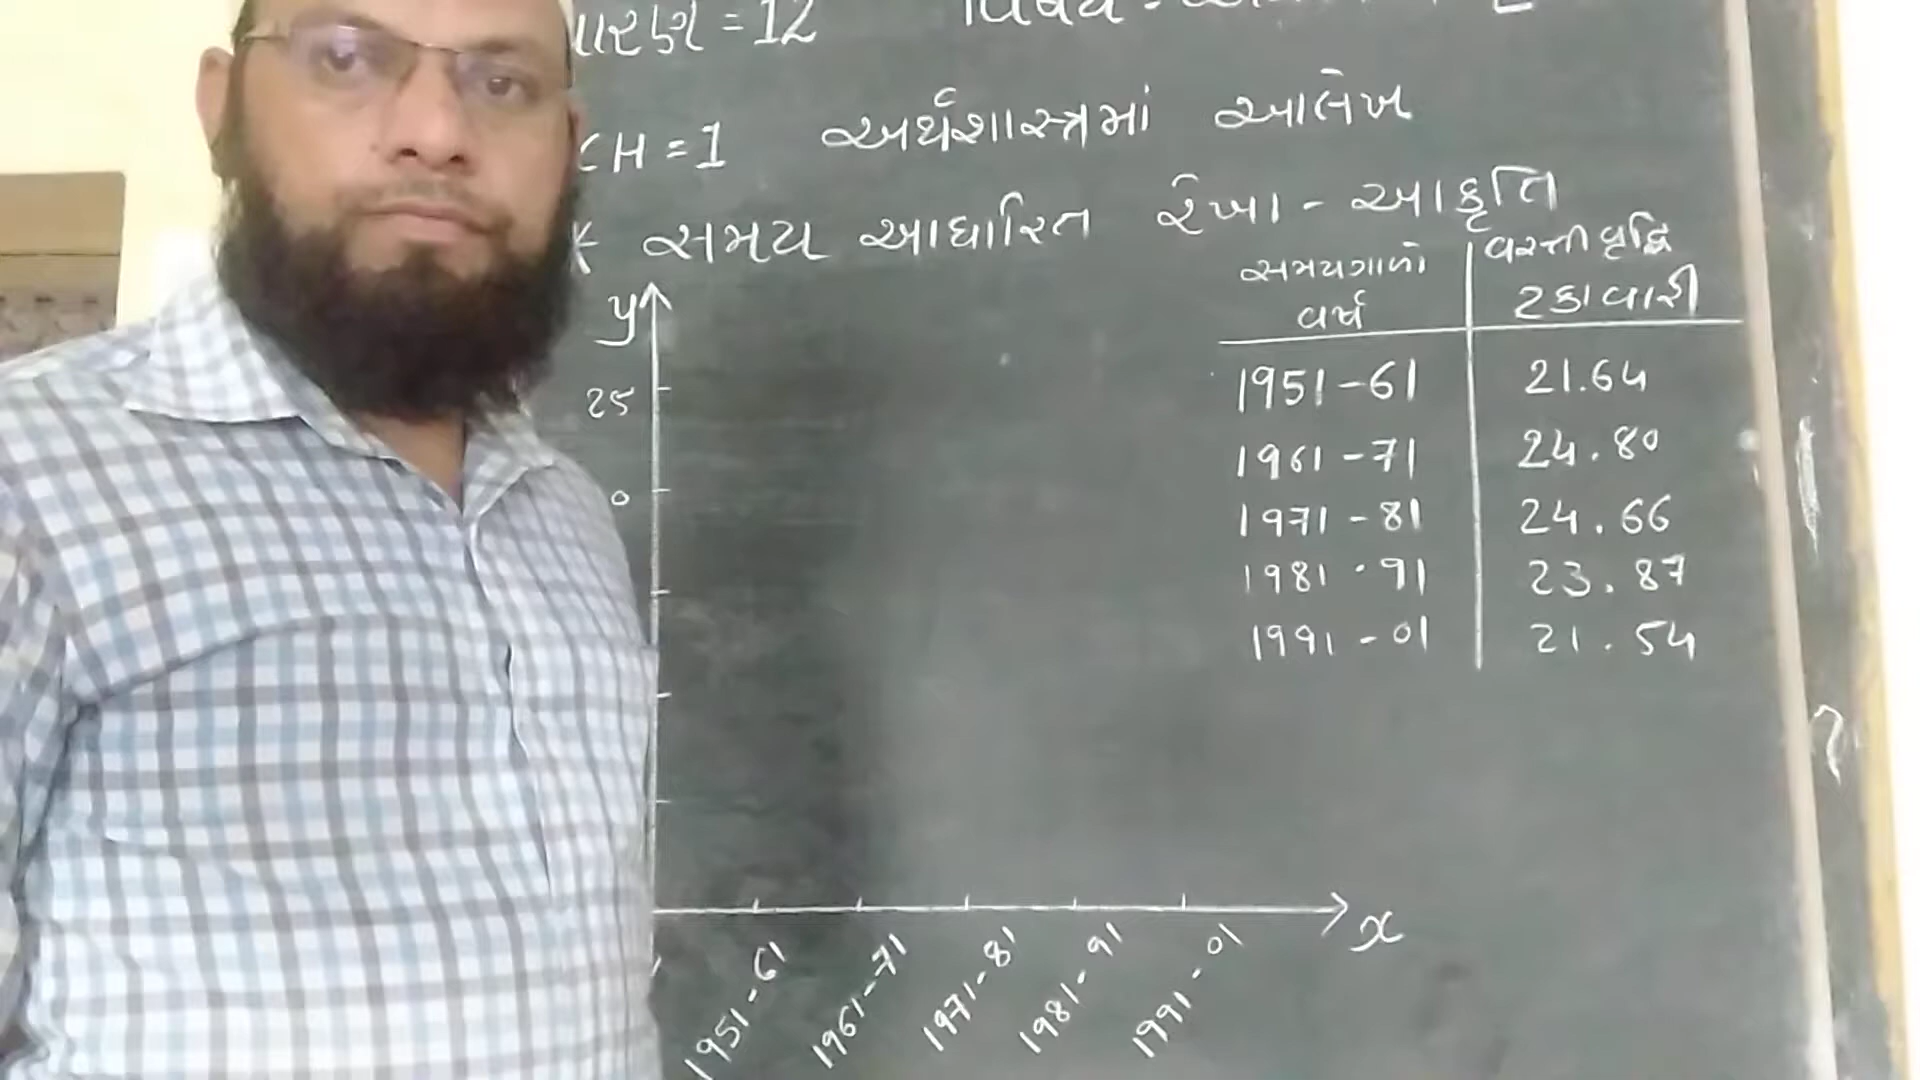 = 12 વિષય -
CH = 1 અર્થશાસ્ત્રમાં આલેખ
* સમય આધારિત રેખા - આકૃતિ
સમયગાળો વર્ષ | વસ્તી વૃદ્ધિ ટકાવારી
1951-61 21.64
1961-71 24.80
1971-81 24.66
1981-91 23.87
1991-01 21.54
y
25
0
x
1951-61 1961-71 1971-81 1981-91 1991-01